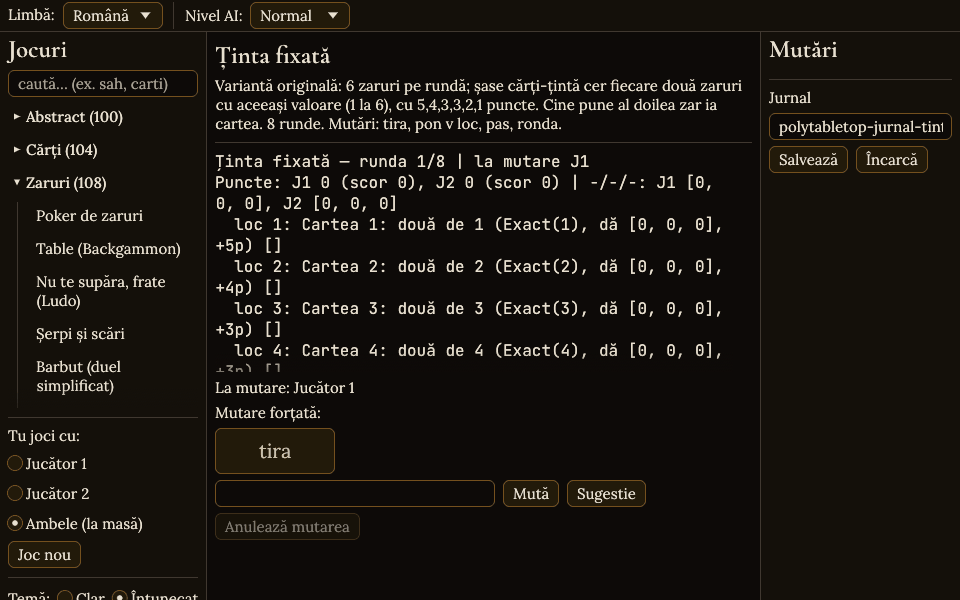 Limbă:
Română
Nivel AI:
Normal
Jocuri
caută... (ex. sah, carti)
Abstract (100)
Cărți (104)
Zaruri (108)
Poker de zaruri
Table (Backgammon)
Nu te supăra, frate
(Ludo)
Șerpi și scări
Barbut (duel
simplificat)
Tu joci cu:
Jucător 1
Jucător 2
Ambele (la masă)
Joc nou
Temă:
Clar
Întunecat
Ținta fixată
Variantă originală: 6 zaruri pe rundă; șase cărți-țintă cer fiecare două zaruri
cu aceeași valoare (1 la 6), cu 5,4,3,3,2,1 puncte. Cine pune al doilea zar ia
cartea. 8 runde. Mutări: tira, pon v loc, pas, ronda.
Ținta fixată — runda 1/8 | la mutare J1
Puncte: J1 0 (scor 0), J2 0 (scor 0) | -/-/-: J1 [0,
0, 0], J2 [0, 0, 0]
loc 1: Cartea 1: două de 1 (Exact(1), dă [0, 0, 0],
+5p) []
loc 2: Cartea 2: două de 2 (Exact(2), dă [0, 0, 0],
+4p) []
loc 3: Cartea 3: două de 3 (Exact(3), dă [0, 0, 0],
+3p) []
loc 4: Cartea 4: două de 4 (Exact(4), dă [0, 0, 0],
+3p) []
La mutare: Jucător 1
Mutare forțată:
tira
Mută
Sugestie
Anulează mutarea
Mutări
Jurnal
polytabletop-jurnal-tint
Salvează
Încarcă